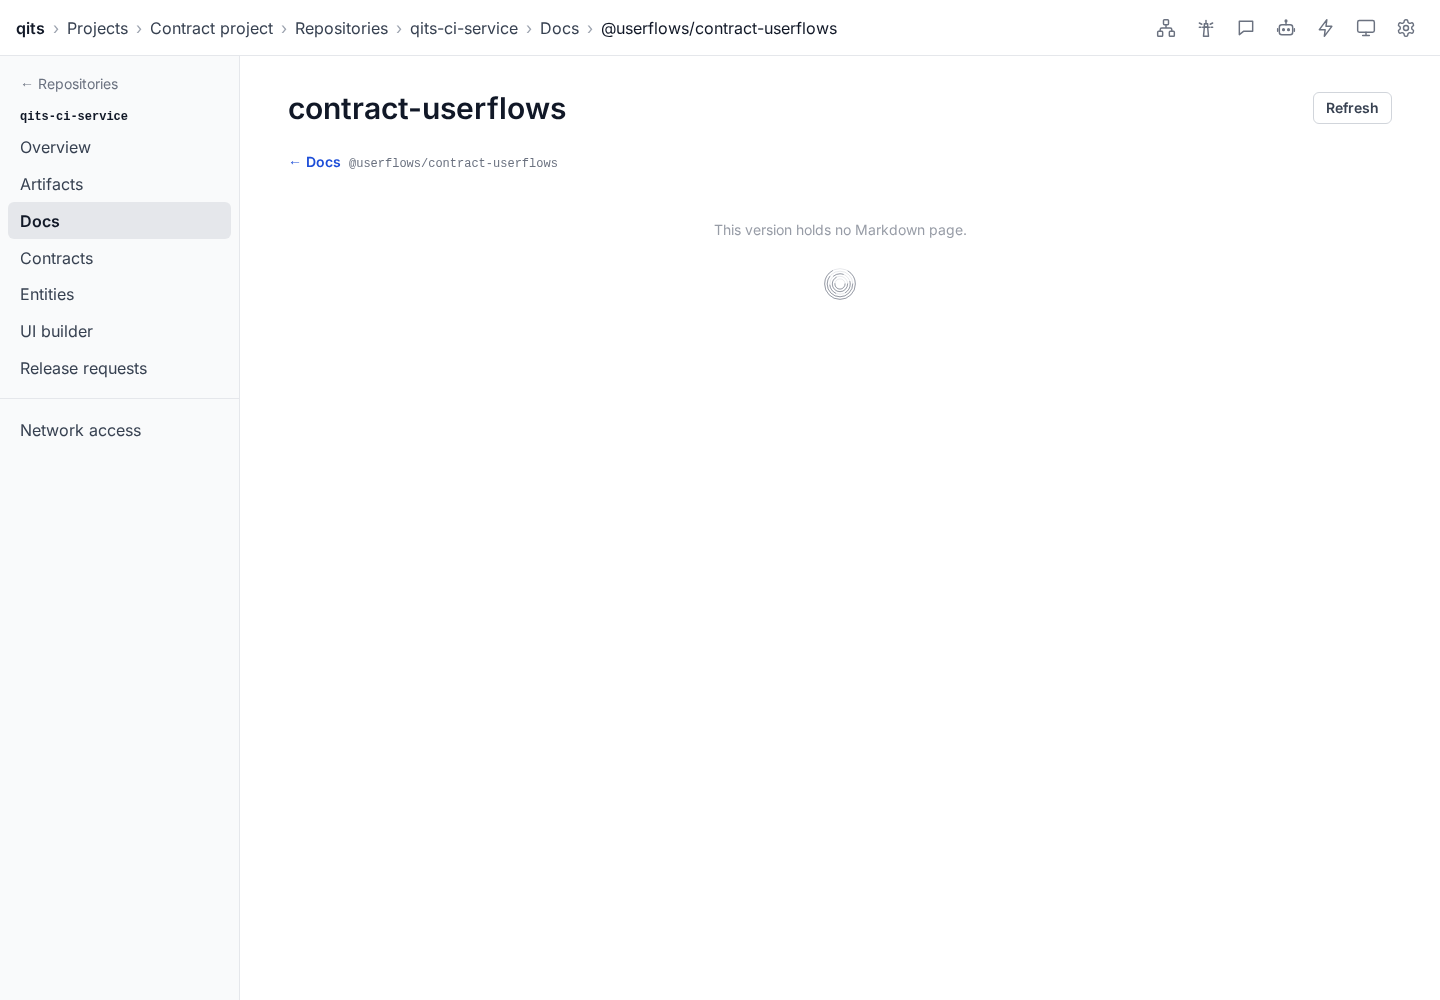 qits › Projects › Contract project › Repositories › qits-ci-service › Docs › @userflows/contract-userflows
← Repositories
qits-ci-service
Overview
Artifacts
Docs
Contracts
Entities
UI builder
Release requests
Network access
contract-userflows
Refresh
← Docs @userflows/contract-userflows
This version holds no Markdown page.